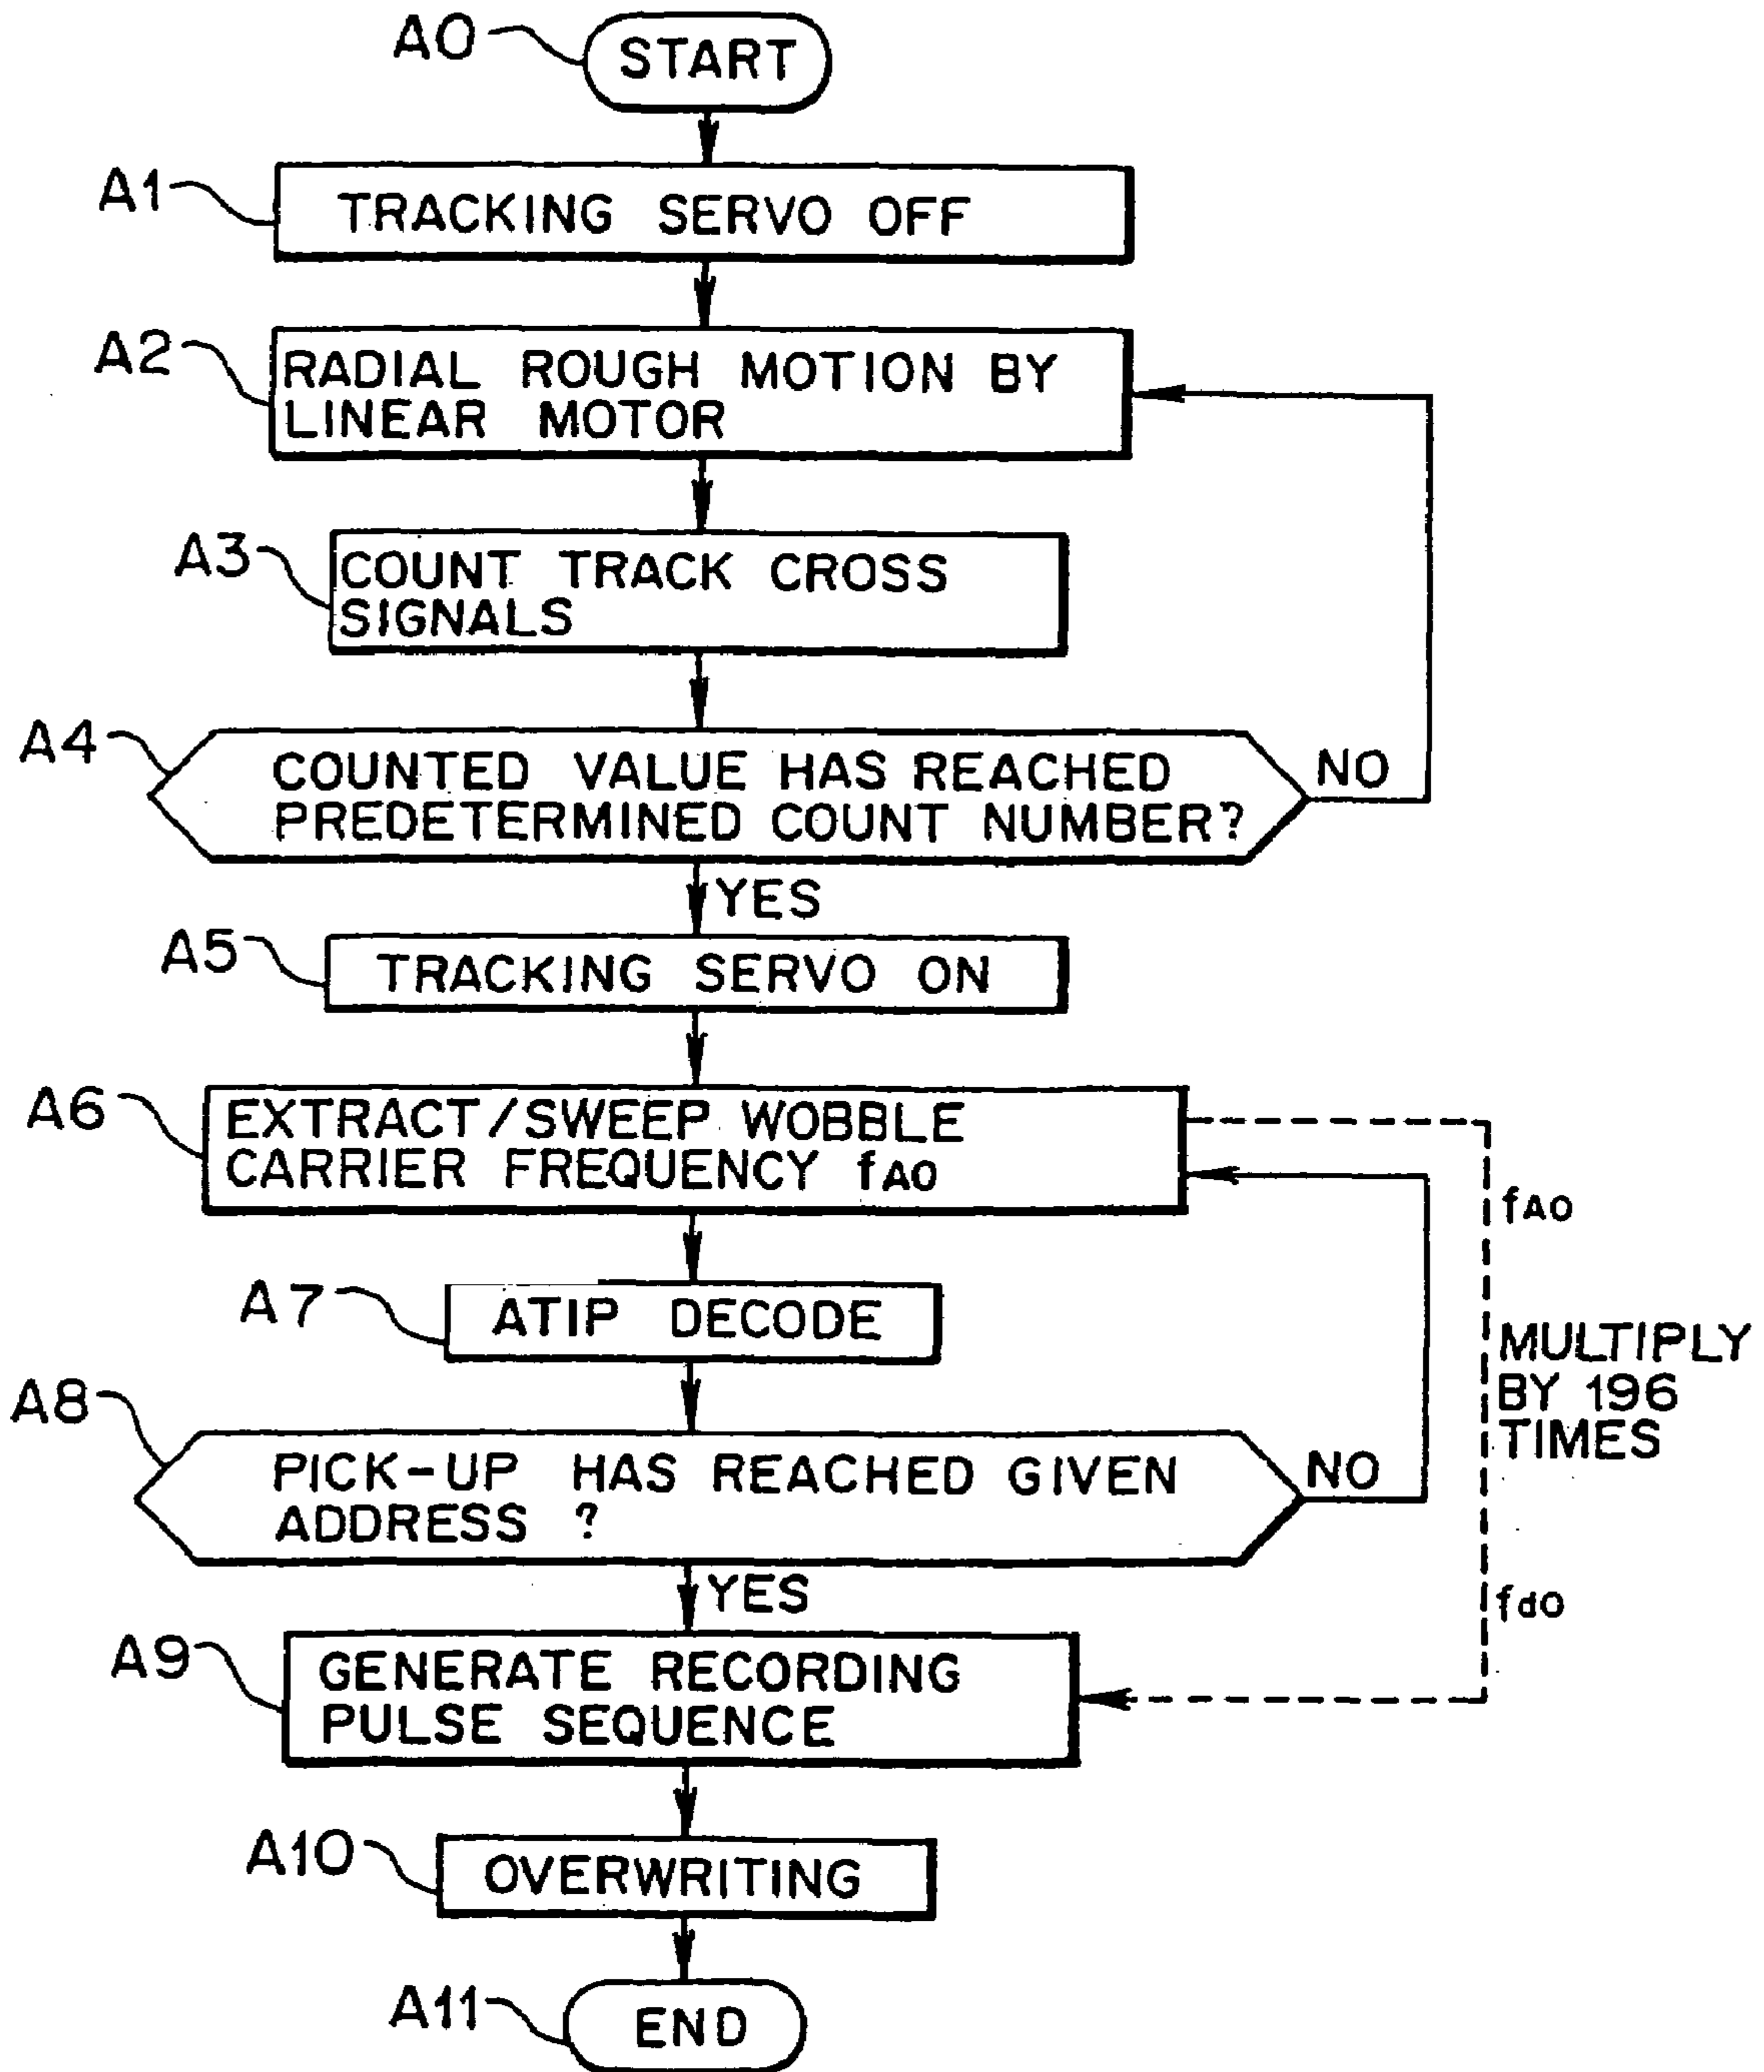 A0
START
A1
TRACKING SERVO OFF
A2
RADIAL ROUGH MOTION BY
LINEAR MOTOR
A3
COUNT TRACK CROSS
SIGNALS
A4
COUNTED VALUE HAS REACHED
PREDETERMINED COUNT NUMBER?
NO
YES
A5
TRACKING SERVO ON
A6
EXTRACT/SWEEP WOBBLE
CARRIER FREQUENCY fA0
fA0
A7
ATIP DECODE
MULTIPLY
BY 196
TIMES
A8
PICK-UP HAS REACHED GIVEN
ADDRESS ?
NO
YES
fd0
A9
GENERATE RECORDING
PULSE SEQUENCE
A10
OVERWRITING
A11
END